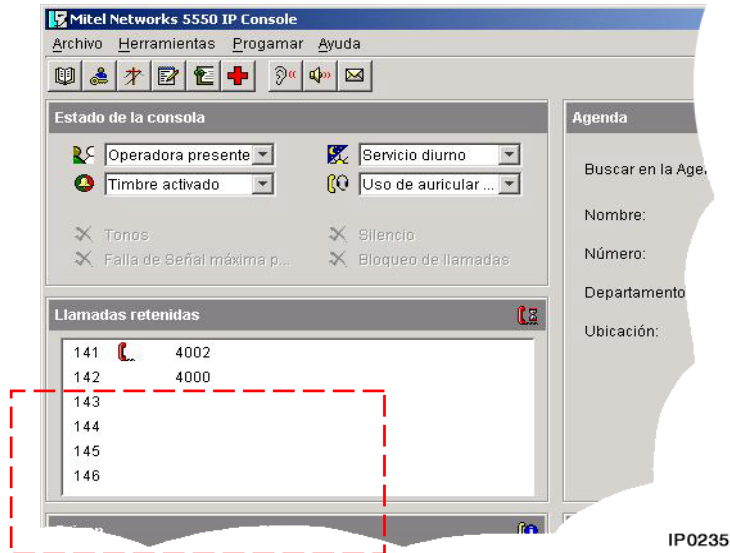 Mitel Networks 5550 IP Console
Archivo Herramientas Progamar Ayuda
Estado de la consola
Operadora presente
Servicio diurno
Timbre activado
Uso de auricular ...
Tonos
Silencio
Falla de Señal máxima p...
Bloqueo de llamadas
Agenda
Buscar en la
Nombre:
Número:
Departamento
Ubicación:
Llamadas retenidas
141 4002
142 4000
143
144
145
146
IP0235